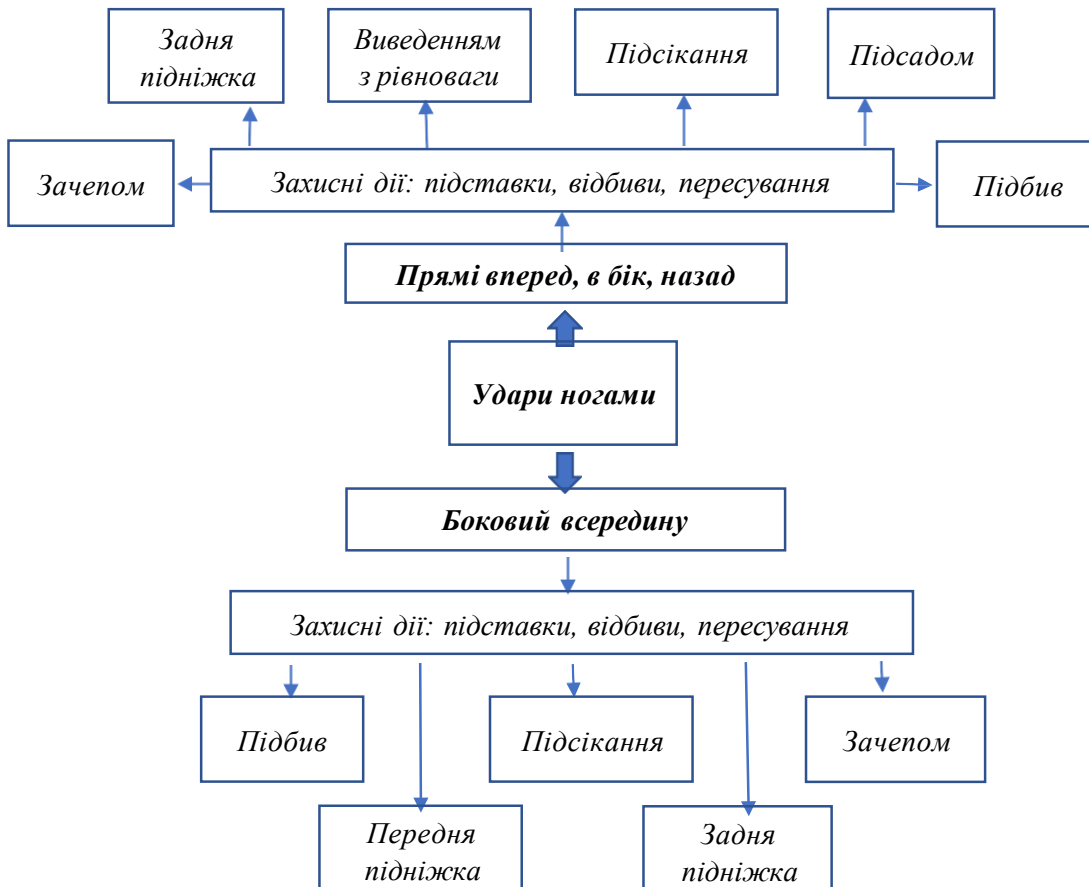 Задня
підніжка
Виведенням
з рівноваги
Підсікання
Підсадом
Зачепом
Захисні дії: підставки, відбиви, пересування
Підбив
Прямі вперед, в бік, назад
Удари ногами
Боковий всередину
Захисні дії: підставки, відбиви, пересування
Підбив
Підсікання
Зачепом
Передня
підніжка
Задня
підніжка